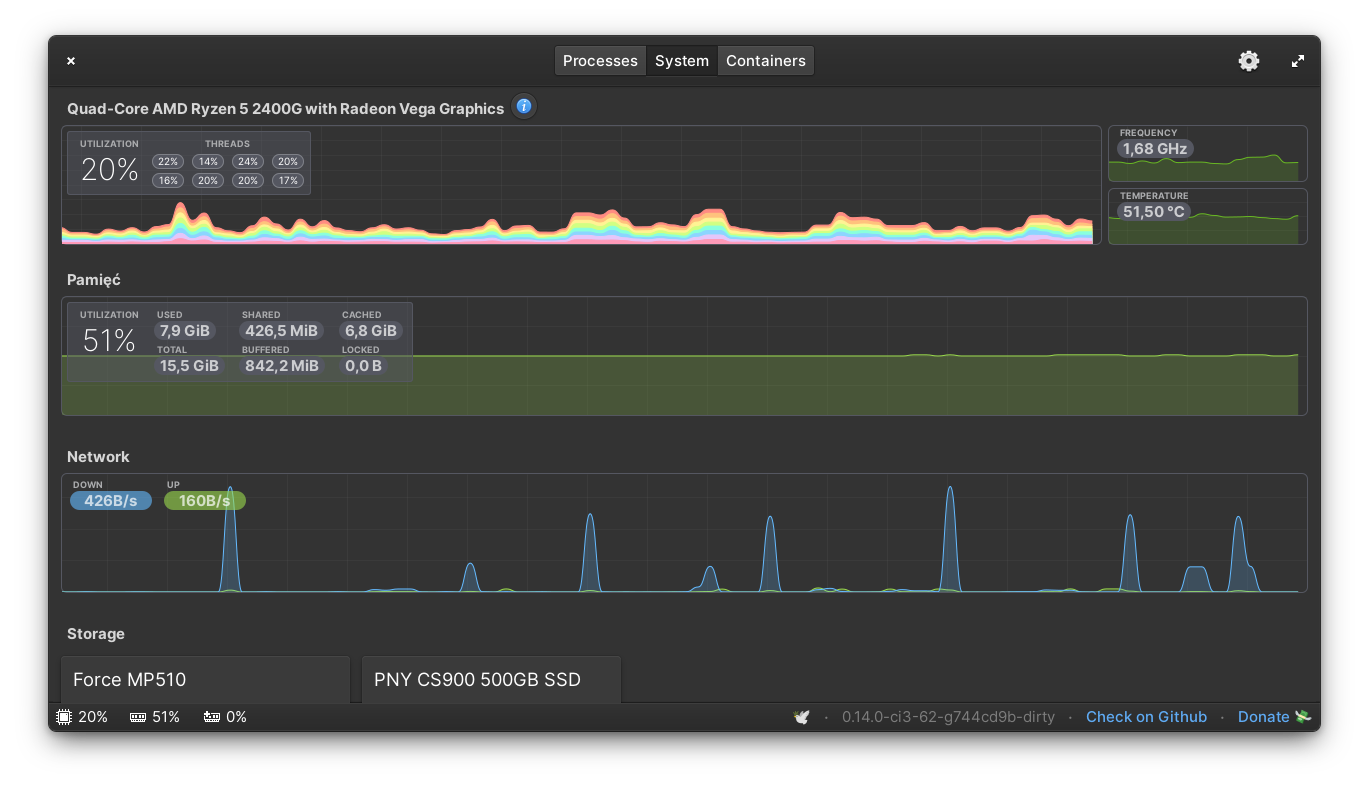 Processes System Containers
Quad-Core AMD Ryzen 5 2400G with Radeon Vega Graphics
UTILIZATION THREADS
20%
22% 14% 24% 20%
16% 20% 20% 17%
FREQUENCY
1,68 GHz
TEMPERATURE
51,50 °C
Pamięć
UTILIZATION USED SHARED CACHED
51% 7,9 GiB 426,5 MiB 6,8 GiB
TOTAL BUFFERED LOCKED
15,5 GiB 842,2 MiB 0,0 B
Network
DOWN UP
426B/s 160B/s
Storage
Force MP510 PNY CS900 500GB SSD
20% 51% 0% · 0.14.0-ci3-62-g744cd9b-dirty · Check on Github · Donate 💸